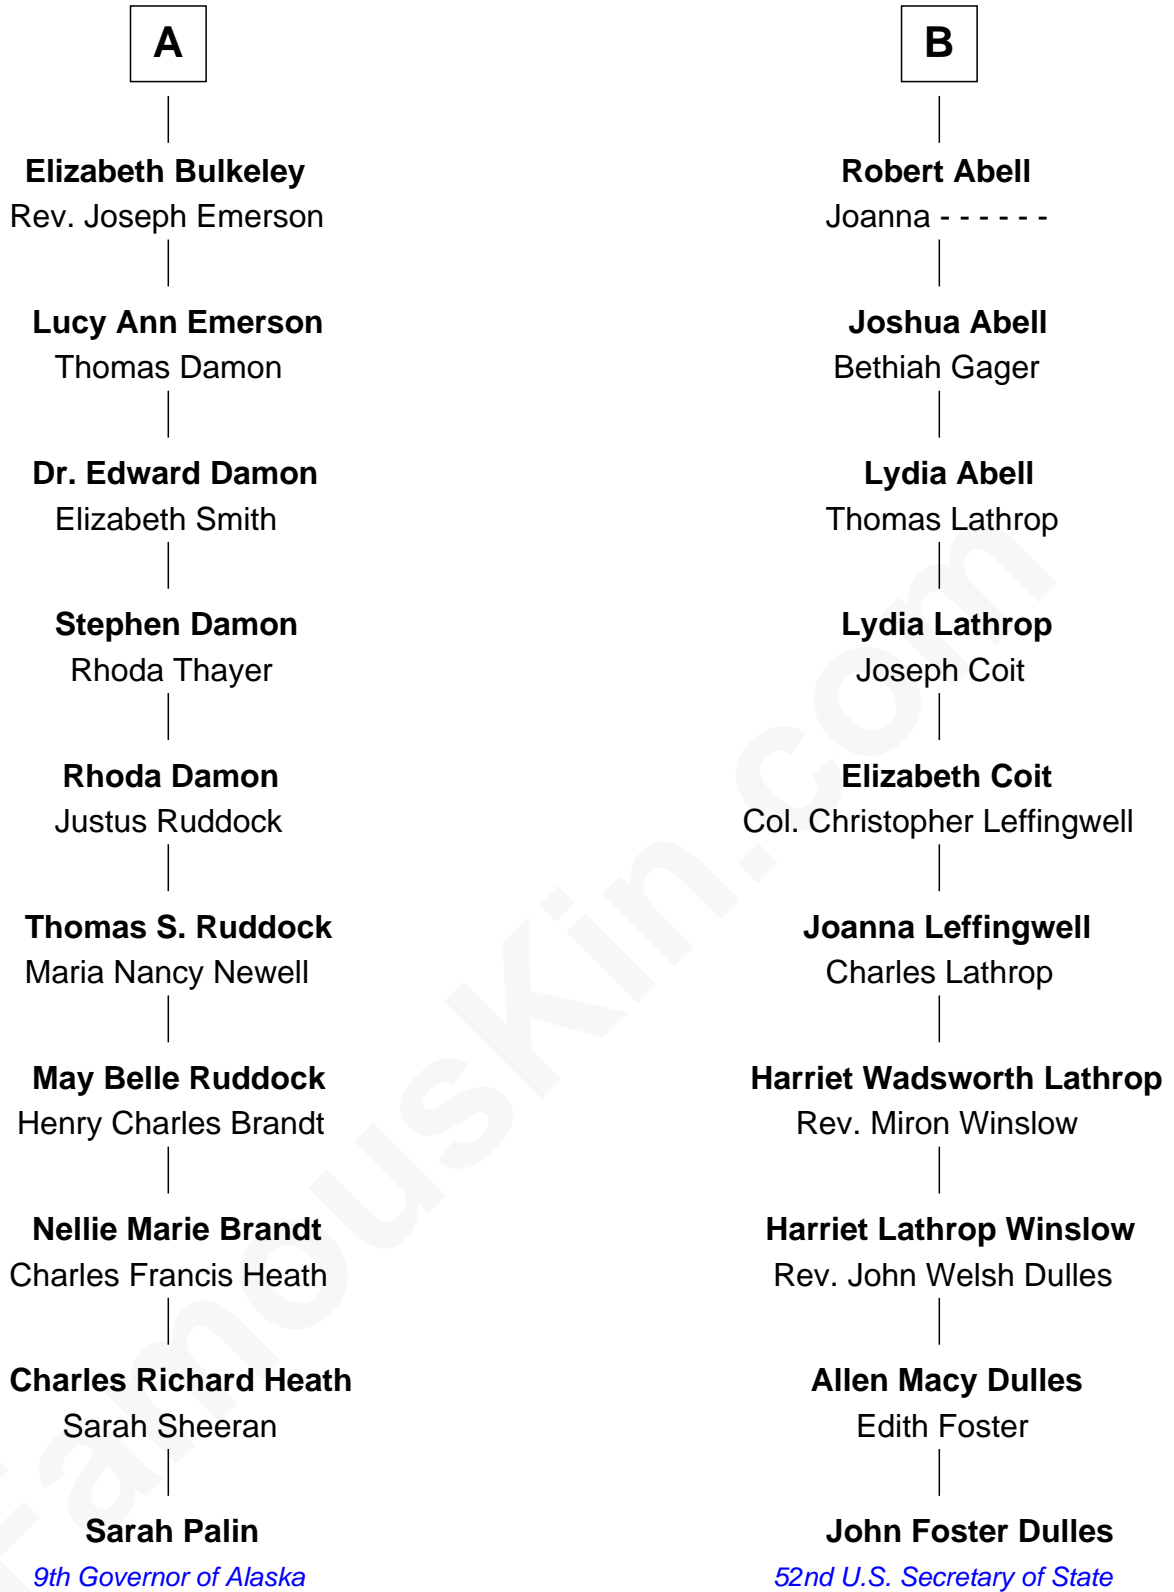 A
Elizabeth Bulkeley
Rev. Joseph Emerson
Lucy Ann Emerson
Thomas Damon
Dr. Edward Damon
Elizabeth Smith
Stephen Damon
Rhoda Thayer
Rhoda Damon
Justus Ruddock
Thomas S. Ruddock
Maria Nancy Newell
May Belle Ruddock
Henry Charles Brandt
Nellie Marie Brandt
Charles Francis Heath
Charles Richard Heath
Sarah Sheeran
Sarah Palin
9th Governor of Alaska
B
Robert Abell
Joanna - - - - - -
Joshua Abell
Bethiah Gager
Lydia Abell
Thomas Lathrop
Lydia Lathrop
Joseph Coit
Elizabeth Coit
Col. Christopher Leffingwell
Joanna Leffingwell
Charles Lathrop
Harriet Wadsworth Lathrop
Rev. Miron Winslow
Harriet Lathrop Winslow
Rev. John Welsh Dulles
Allen Macy Dulles
Edith Foster
John Foster Dulles
52nd U.S. Secretary of State
FamousKin.com